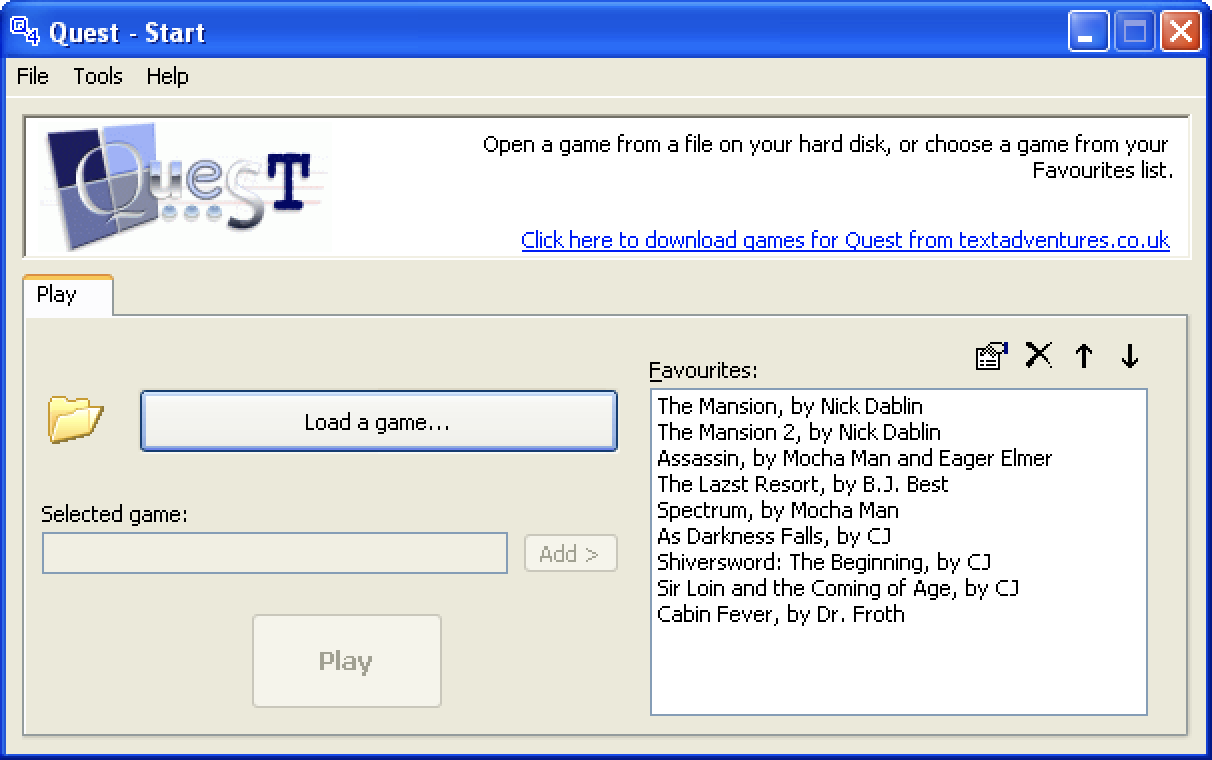 Quest - Start
File Tools Help
QuesT
Open a game from a file on your hard disk, or choose a game from your
Favourites list.
Click here to download games for Quest from textadventures.co.uk
Play
Favourites:
Load a game...
Selected game:
Add >
Play
The Mansion, by Nick Dablin
The Mansion 2, by Nick Dablin
Assassin, by Mocha Man and Eager Elmer
The Lazst Resort, by B.J. Best
Spectrum, by Mocha Man
As Darkness Falls, by CJ
Shiversword: The Beginning, by CJ
Sir Loin and the Coming of Age, by CJ
Cabin Fever, by Dr. Froth